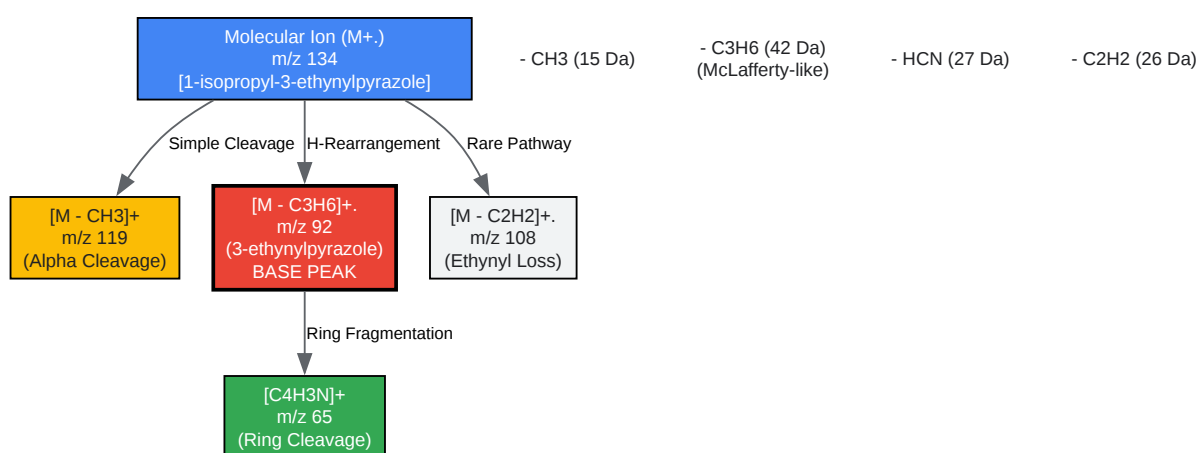 Molecular Ion (M+.)
m/z 134
[1-isopropyl-3-ethynylpyrazole]
- CH3 (15 Da)
- C3H6 (42 Da)
(McLafferty-like)
- HCN (27 Da)
- C2H2 (26 Da)
Simple Cleavage
H-Rearrangement
Rare Pathway
[M - CH3]+
m/z 119
(Alpha Cleavage)
[M - C3H6]+.
m/z 92
(3-ethynylpyrazole)
BASE PEAK
[M - C2H2]+.
m/z 108
(Ethynyl Loss)
Ring Fragmentation
[C4H3N]+
m/z 65
(Ring Cleavage)